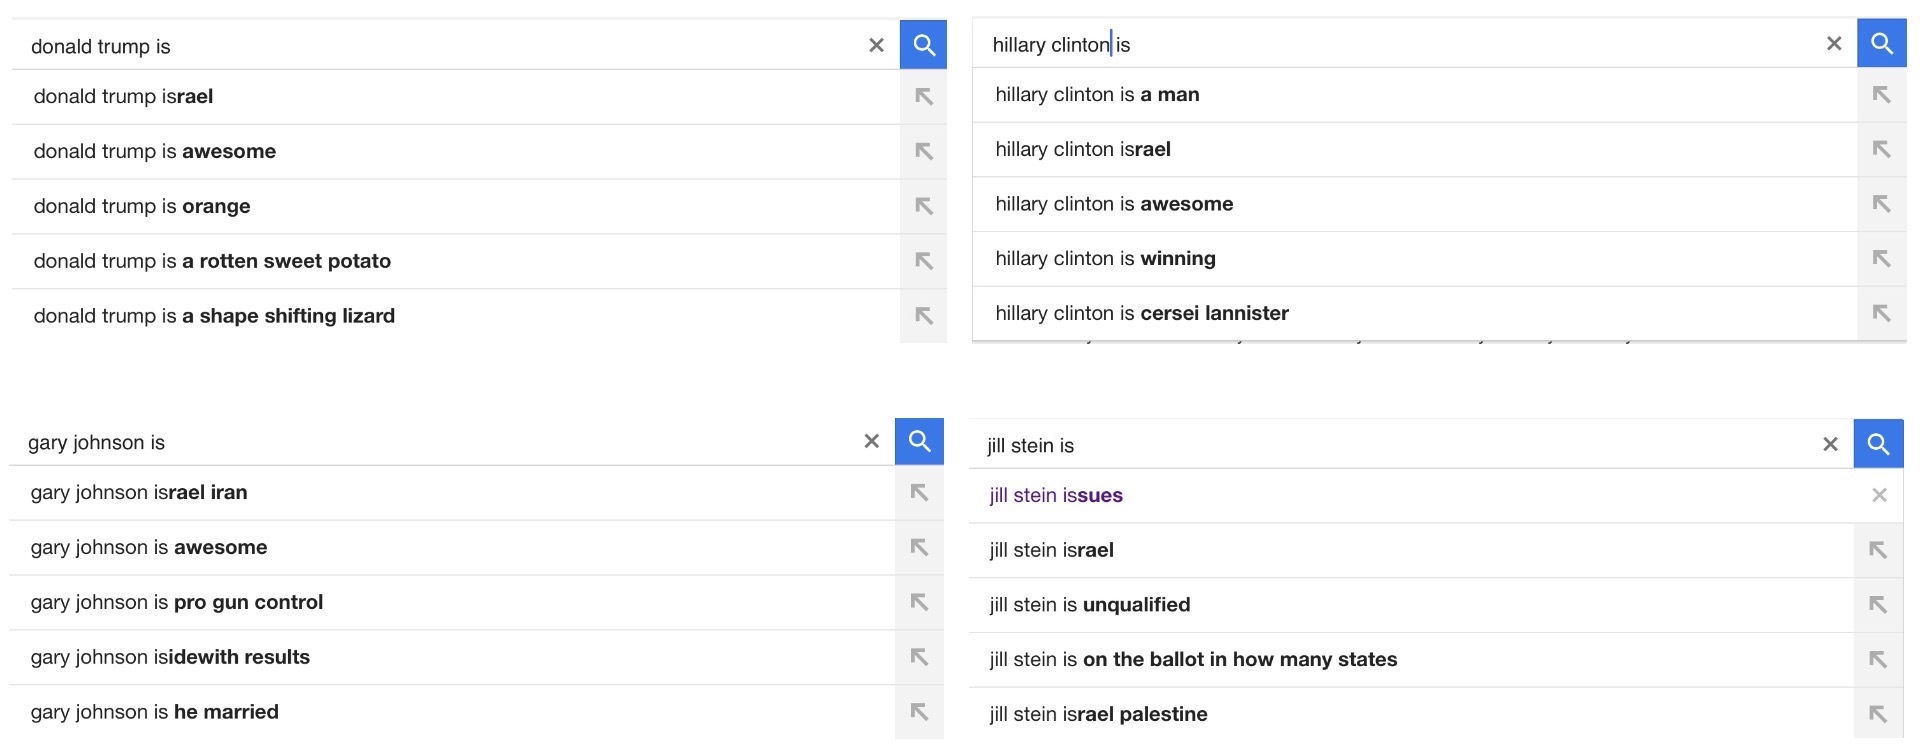 donald trump is
donald trump israel
donald trump is awesome
donald trump is orange
donald trump is a rotten sweet potato
donald trump is a shape shifting lizard
hillary clinton is
hillary clinton is a man
hillary clinton israel
hillary clinton is awesome
hillary clinton is winning
hillary clinton is cersei lannister
gary johnson is
gary johnson israel iran
gary johnson is awesome
gary johnson is pro gun control
gary johnson isidewith results
gary johnson is he married
jill stein is
jill stein issues
jill stein israel
jill stein is unqualified
jill stein is on the ballot in how many states
jill stein israel palestine